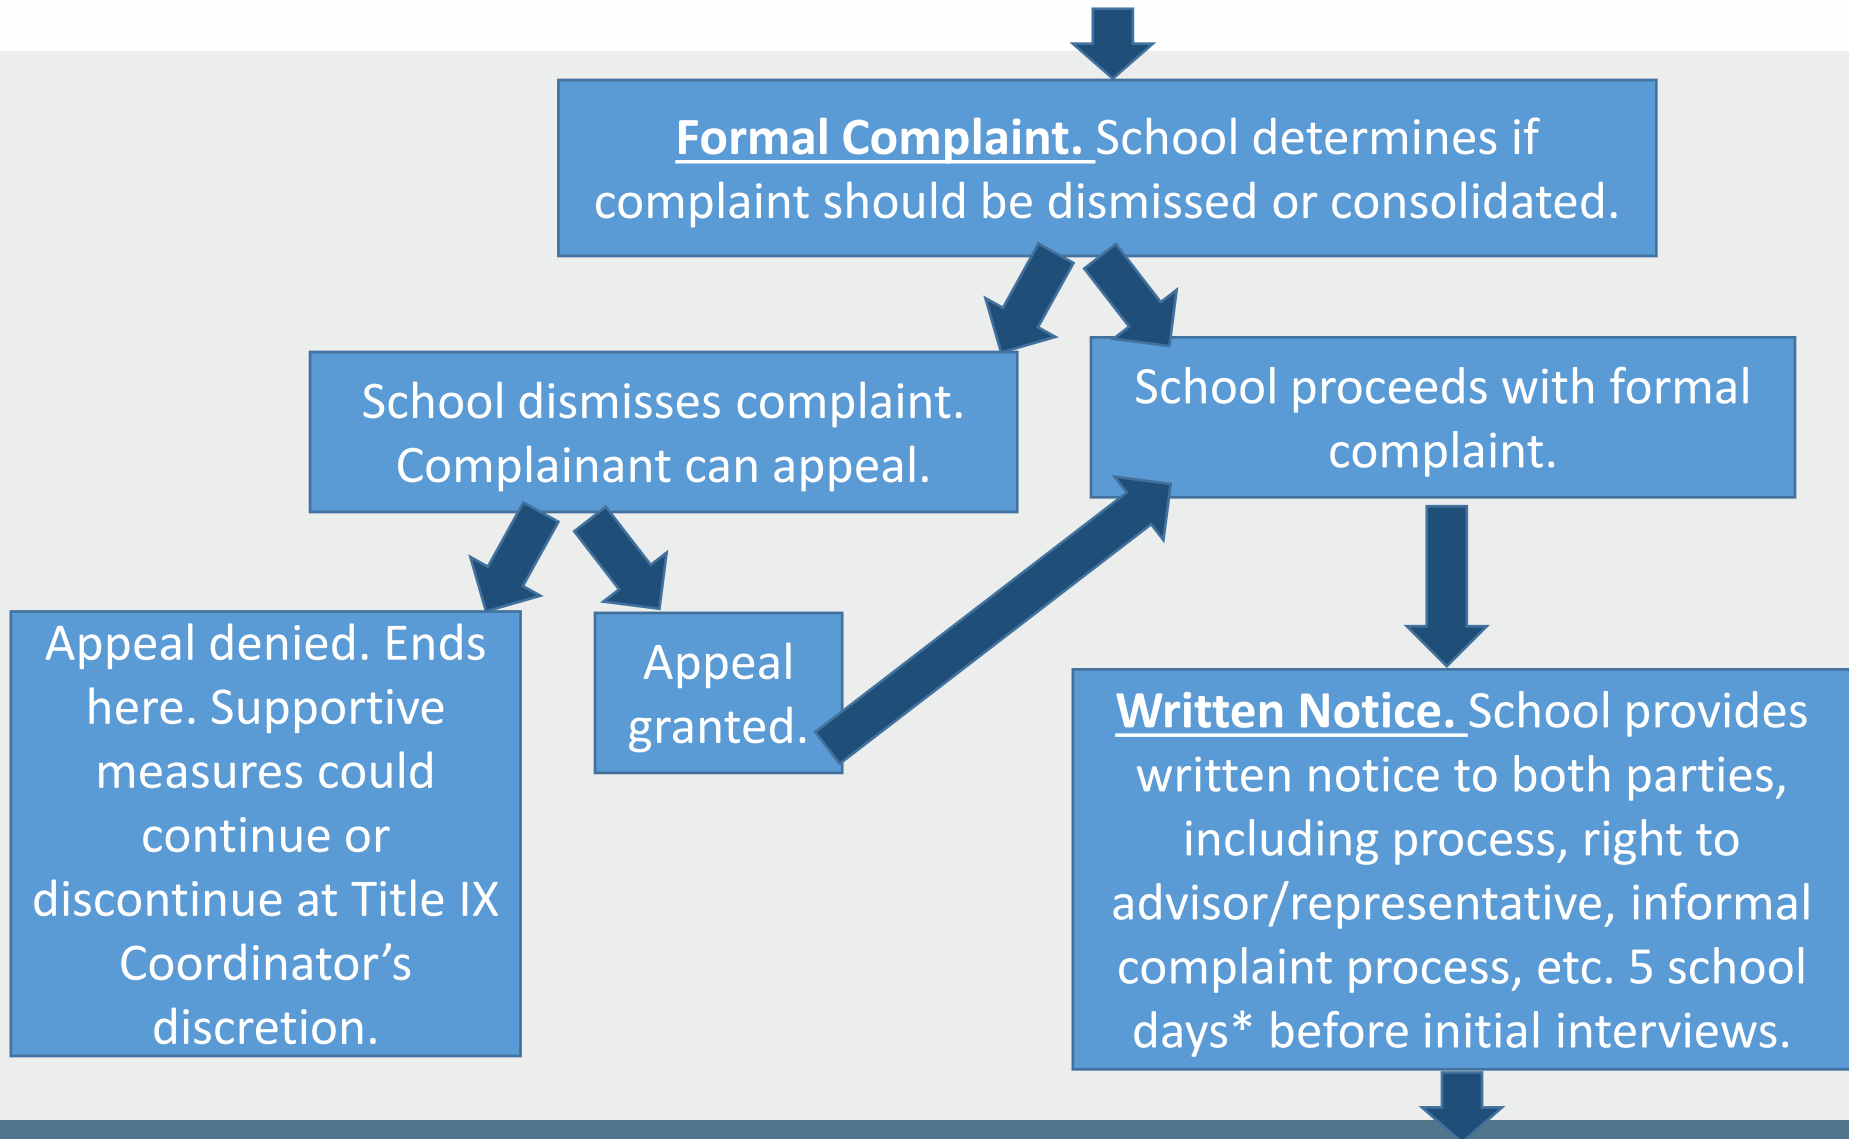 Formal Complaint. School determines if
complaint should be dismissed or consolidated.
School dismisses complaint.
Complainant can appeal.
School proceeds with formal
complaint.
Appeal denied. Ends
here. Supportive
measures could
continue or
discontinue at Title IX
Coordinator’s
discretion.
Appeal
granted.
Written Notice. School provides
written notice to both parties,
including process, right to
advisor/representative, informal
complaint process, etc. 5 school
days* before initial interviews.